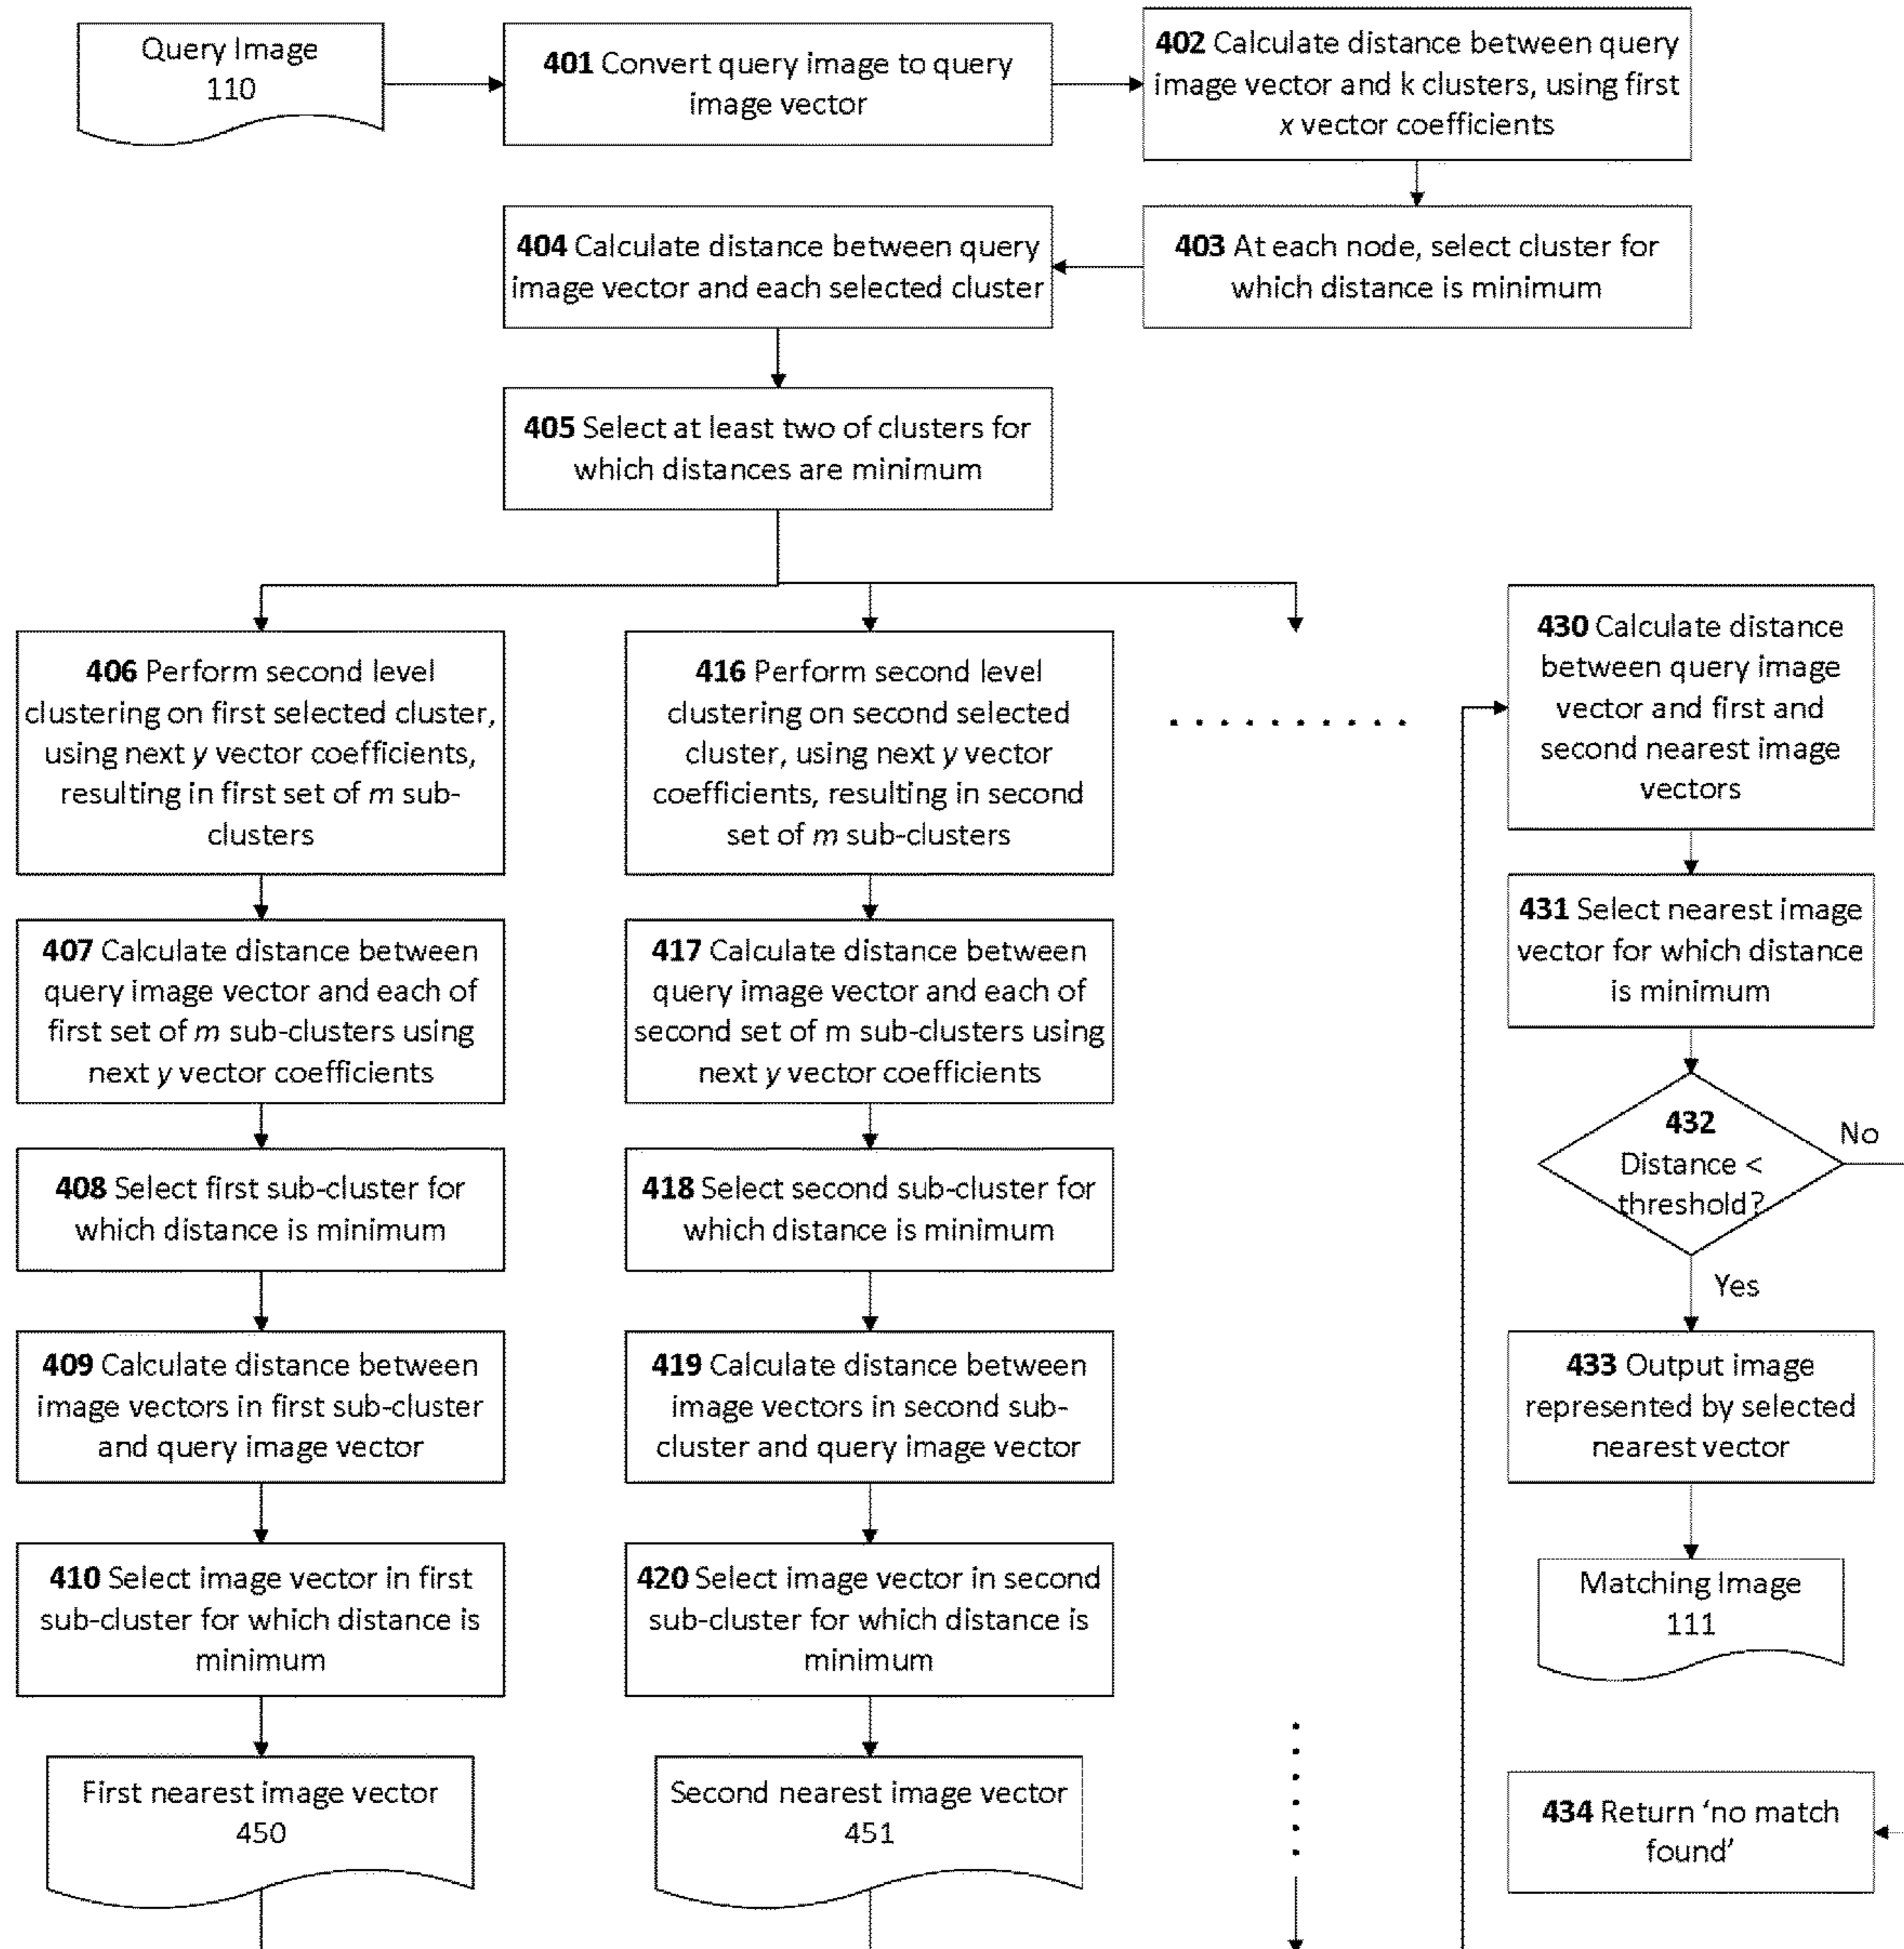 Query Image
110
401 Convert query image to query
image vector
402 Calculate distance between query
image vector and k clusters, using first
x vector coefficients
404 Calculate distance between query
image vector and each selected cluster
403 At each node, select cluster for
which distance is minimum
405 Select at least two of clusters for
which distances are minimum
406 Perform second level
clustering on first selected cluster,
using next y vector coefficients,
resulting in first set of m sub-
clusters
407 Calculate distance between
query image vector and each of
first set of m sub-clusters using
next y vector coefficients
408 Select first sub-cluster for
which distance is minimum
409 Calculate distance between
image vectors in first sub-cluster
and query image vector
410 Select image vector in first
sub-cluster for which distance is
minimum
First nearest image vector
450
416 Perform second level
clustering on second selected
cluster, using next y vector
coefficients, resulting in second
set of m sub-clusters
417 Calculate distance between
query image vector and each of
second set of m sub-clusters using
next y vector coefficients
418 Select second sub-cluster for
which distance is minimum
419 Calculate distance between
image vectors in second sub-
cluster and query image vector
420 Select image vector in second
sub-cluster for which distance is
minimum
Second nearest image vector
451
430 Calculate distance
between query image
vector and first and
second nearest image
vectors
431 Select nearest image
vector for which distance
is minimum
432
Distance <
threshold?
No
Yes
433 Output image
represented by selected
nearest vector
Matching Image
111
434 Return ‘no match
found’